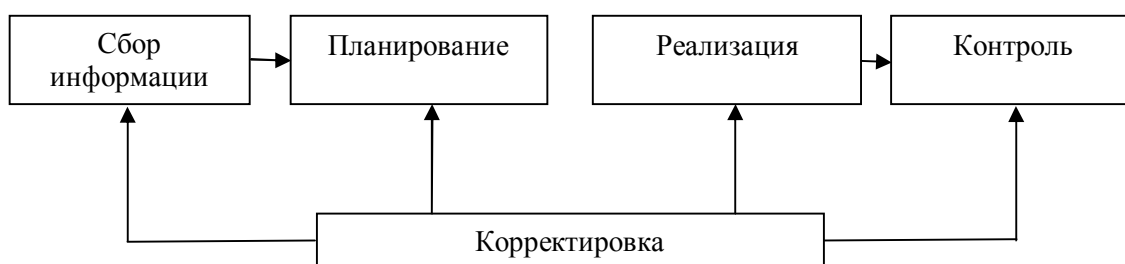 Сбор
информации
Планирование
Реализация
Контроль
Корректировка